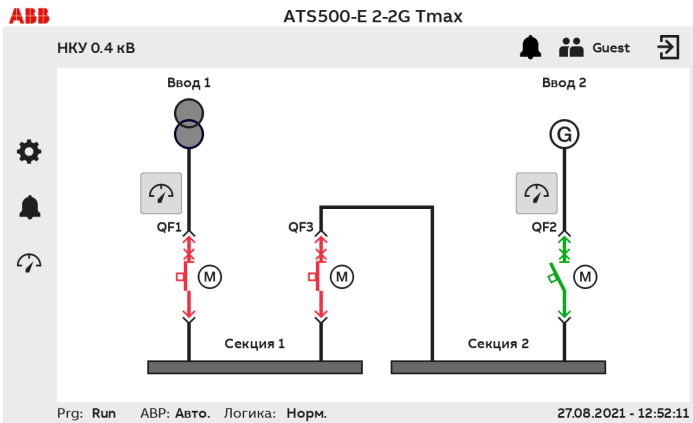 ABB
ATS500-E 2-2G Tmax
НКУ 0.4 кВ
Guest
Ввод 1
Ввод 2
G
QF1
QF3
QF2
M
M
M
Секция 1
Секция 2
Prg: Run АВР: Авто. Логика: Норм. 27.08.2021 - 12:52:11